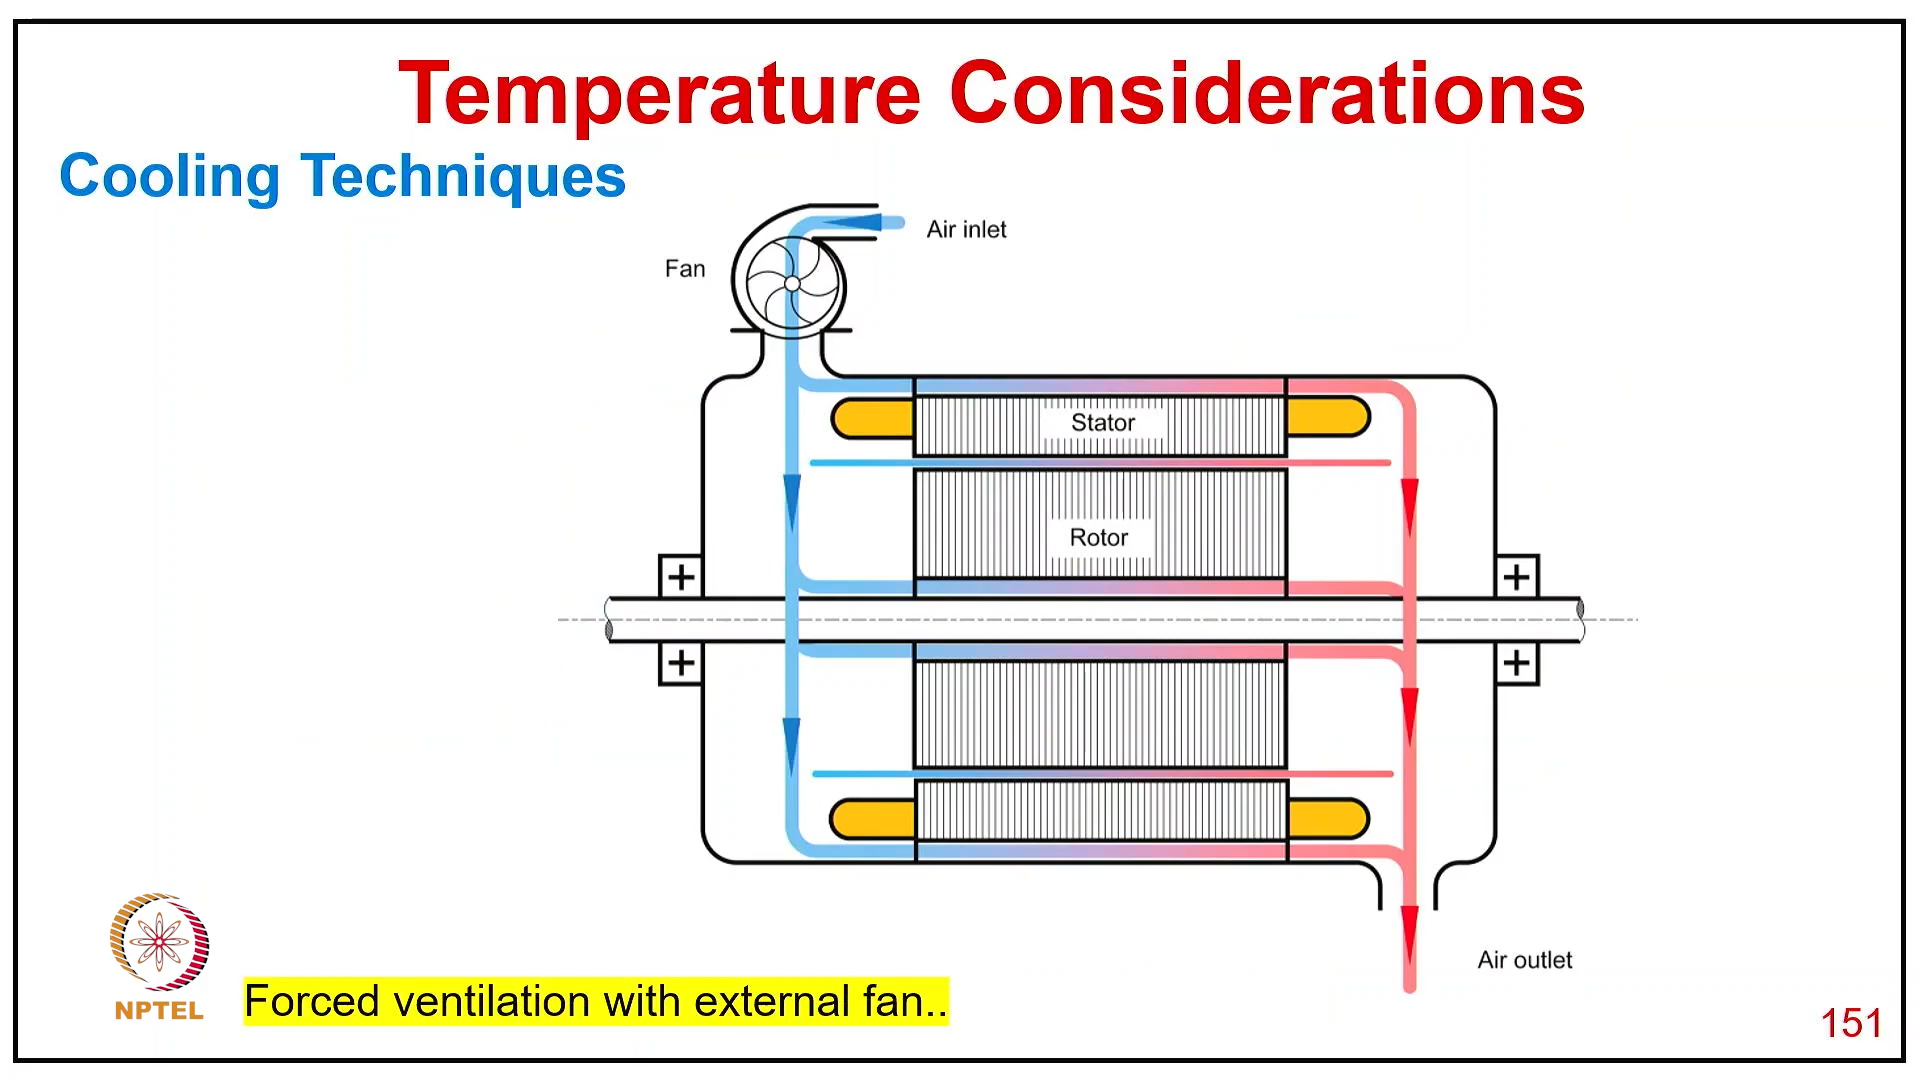 Temperature Considerations
Cooling Techniques
Air inlet
Fan
Stator
Rotor
Air outlet
NPTEL
Forced ventilation with external fan..
151